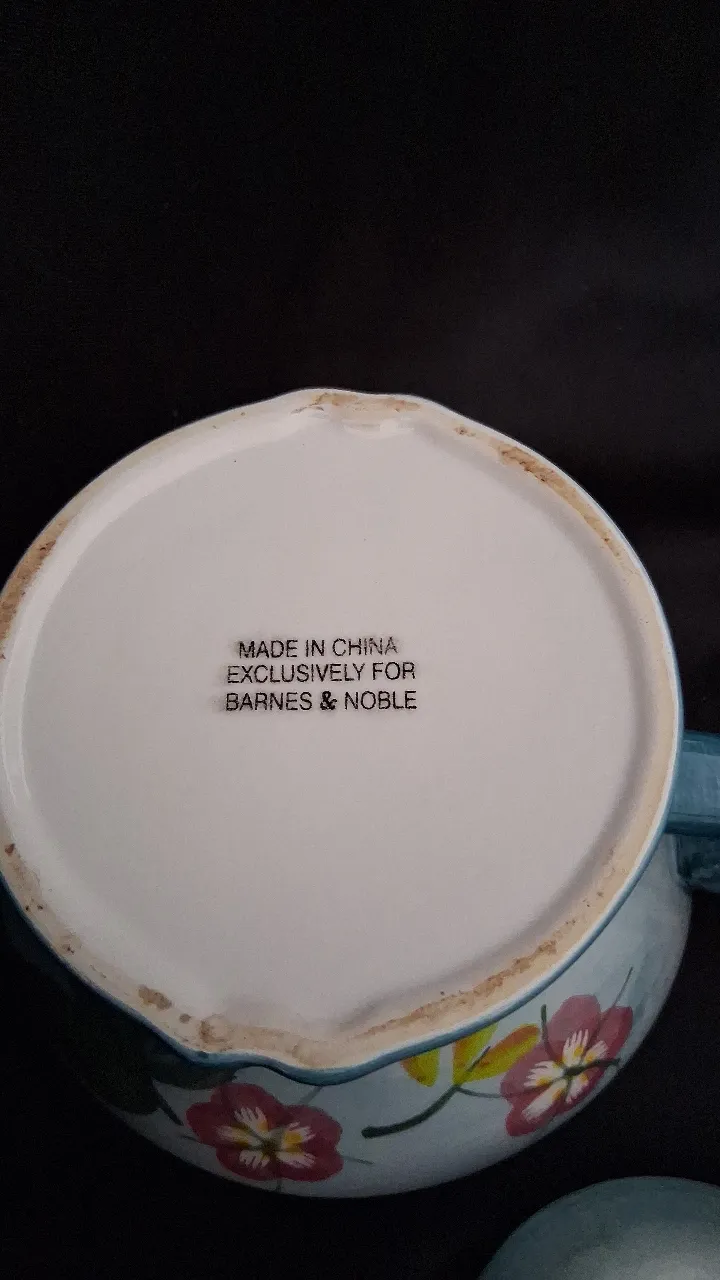 MADE IN CHINA
EXCLUSIVELY FOR
BARNES & NOBLE